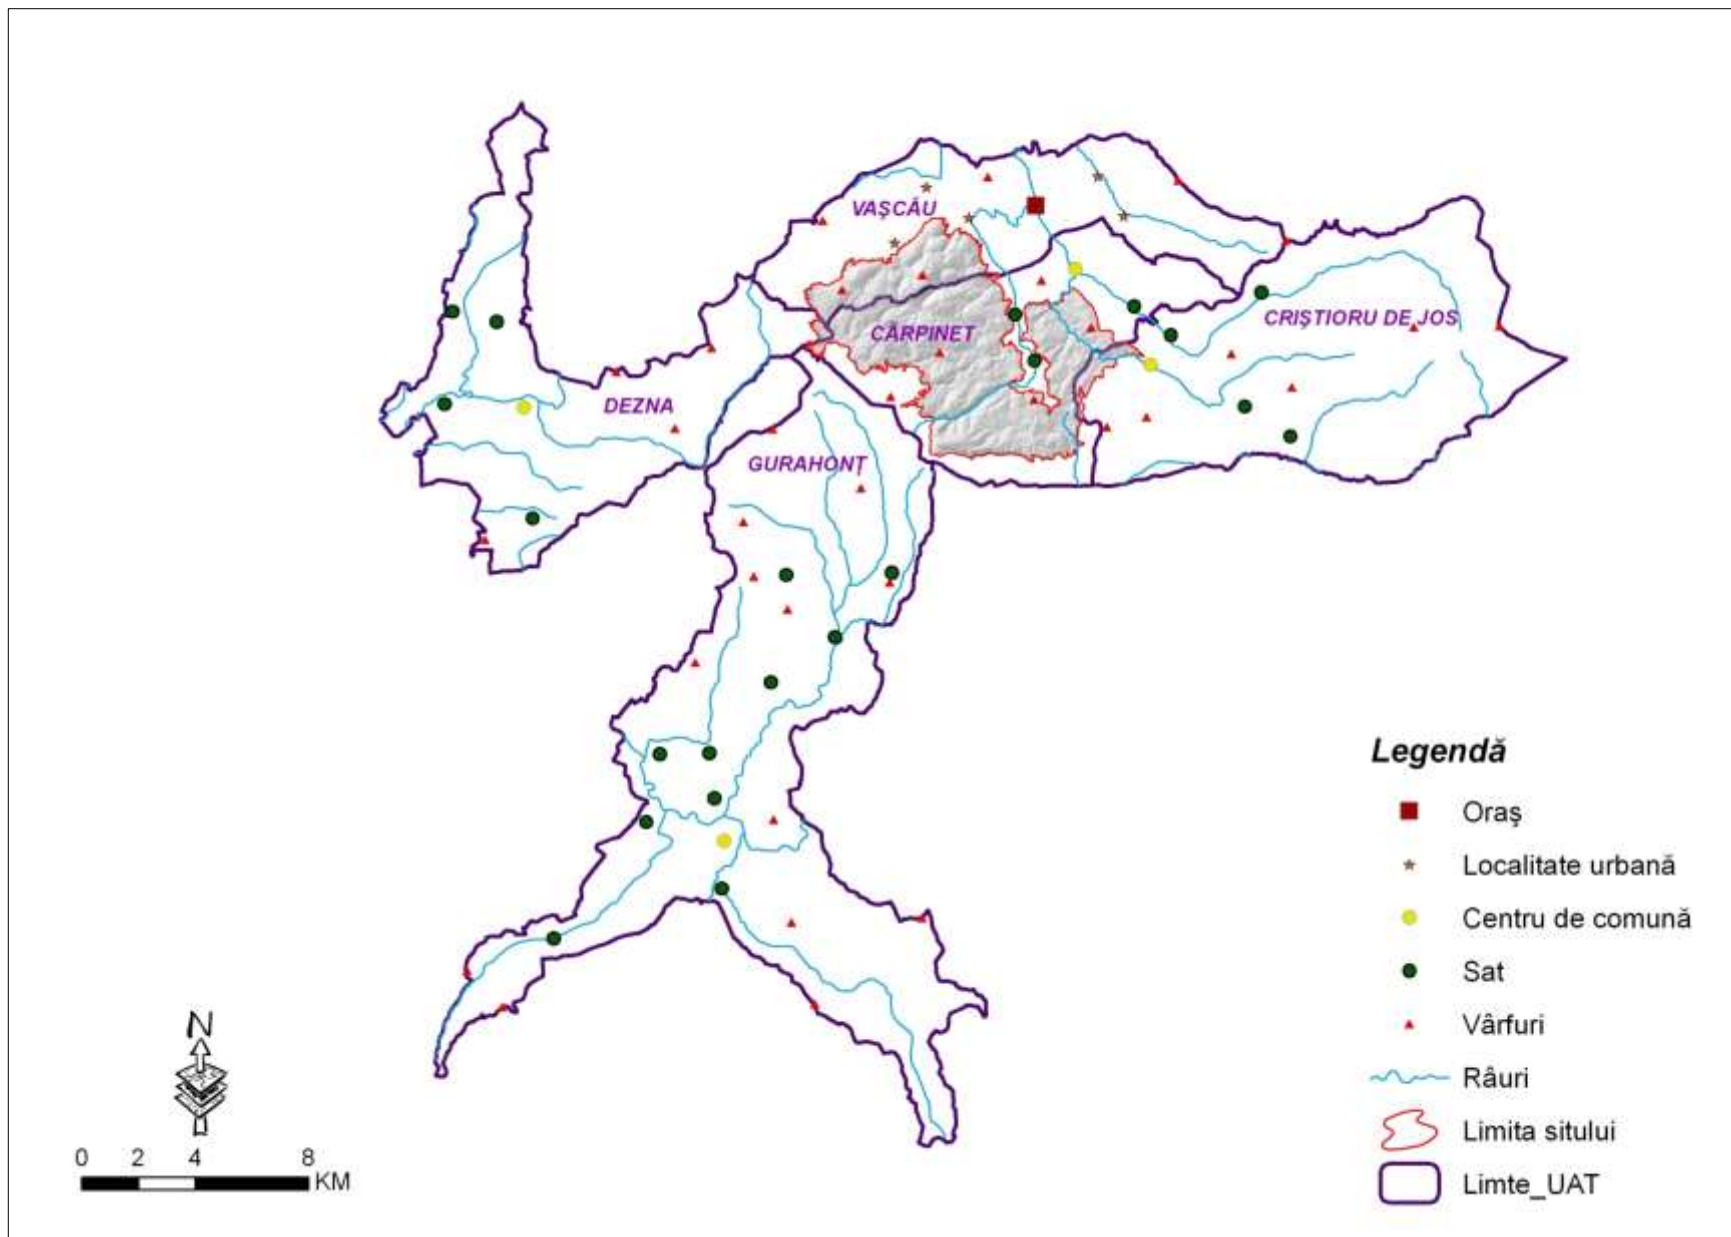 VAŞCĂU
CRIŞTIORU DE JOS
CĂRPINET
DEZNA
GURAHONŢ
Legendă
Oraş
Localitate urbană
Centru de comună
Sat
Vârfuri
Râuri
Limita sitului
Limte_UAT
N
0 2 4 8
KM